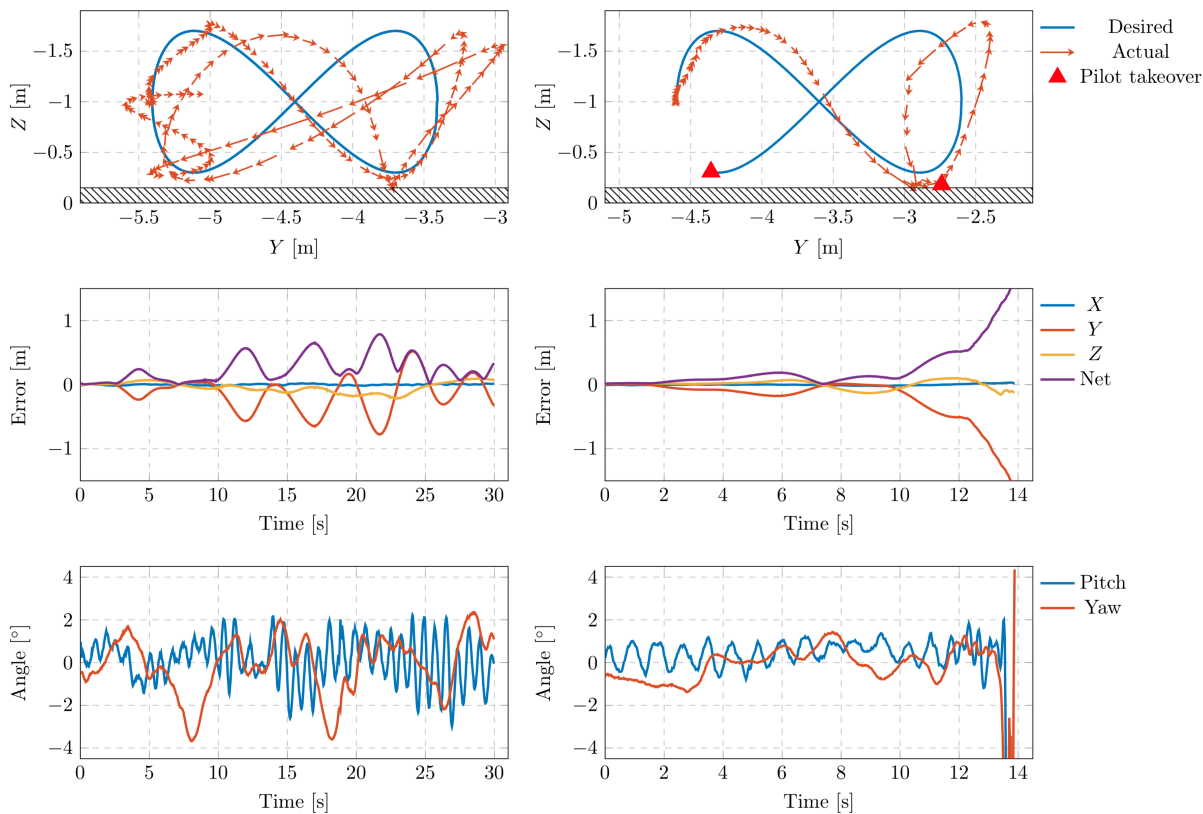 −1.5
−1
−0.5
0
Z [m]
−5.5 −5 −4.5 −4 −3.5 −3
Y [m]
−1.5
−1
−0.5
0
Z [m]
−5 −4.5 −4 −3.5 −3 −2.5
Y [m]
Desired
Actual
Pilot takeover
1
0
−1
Error [m]
0 5 10 15 20 25 30
Time [s]
1
0
−1
Error [m]
0 2 4 6 8 10 12 14
Time [s]
X
Y
Z
Net
4
2
0
−2
−4
Angle [°]
0 5 10 15 20 25 30
Time [s]
4
2
0
−2
−4
Angle [°]
0 2 4 6 8 10 12 14
Time [s]
Pitch
Yaw